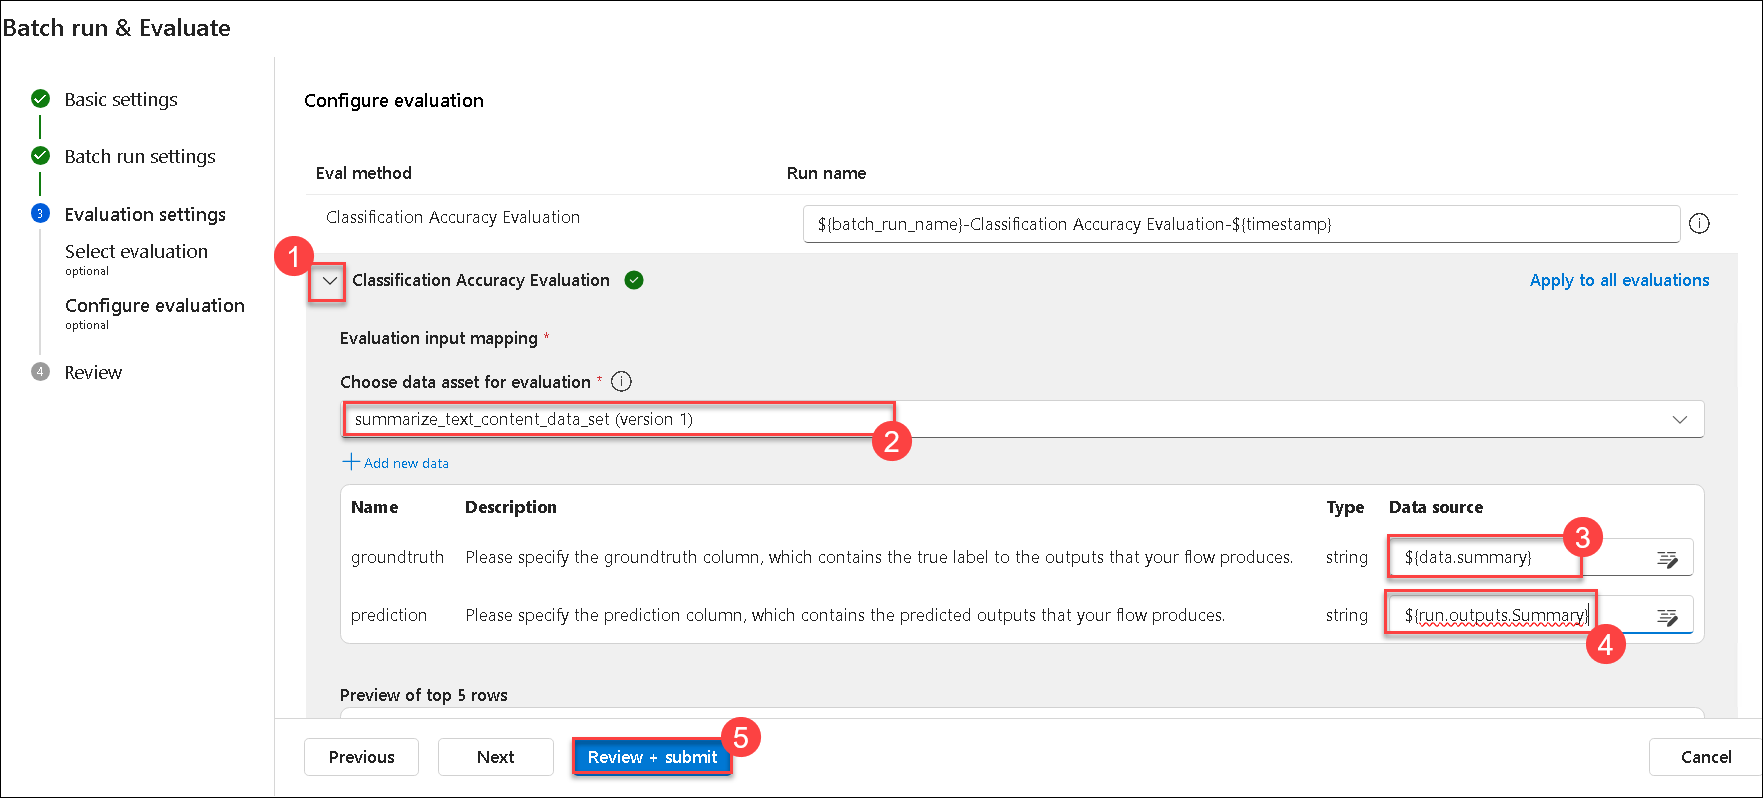 Batch run & Evaluate
Basic settings
Batch run settings
3 Evaluation settings
Select evaluation
optional
Configure evaluation
optional
4 Review
Configure evaluation
Eval method Run name
Classification Accuracy Evaluation ${batch_run_name}-Classification Accuracy Evaluation-${timestamp}
1
Classification Accuracy Evaluation Apply to all evaluations
Evaluation input mapping *
Choose data asset for evaluation *
summarize_text_content_data_set (version 1)
2
Add new data
Name Description Type Data source
groundtruth Please specify the groundtruth column, which contains the true label to the outputs that your flow produces. string ${data.summary}
3
prediction Please specify the prediction column, which contains the predicted outputs that your flow produces. string ${run.outputs.Summary}
4
Preview of top 5 rows
Previous Next Review + submit Cancel
5